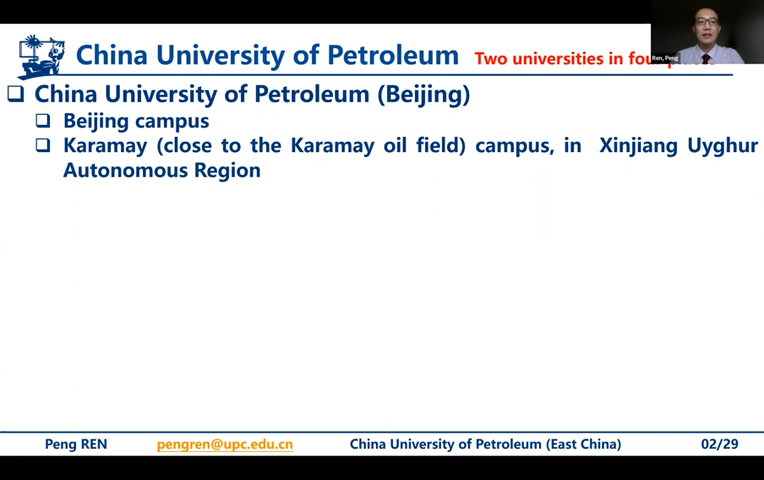 China University of Petroleum Two universities in fou
China University of Petroleum (Beijing)
Beijing campus
Karamay (close to the Karamay oil field) campus, in Xinjiang Uyghur
Autonomous Region
Ren, Peng
Peng REN pengren@upc.edu.cn China University of Petroleum (East China) 02/29